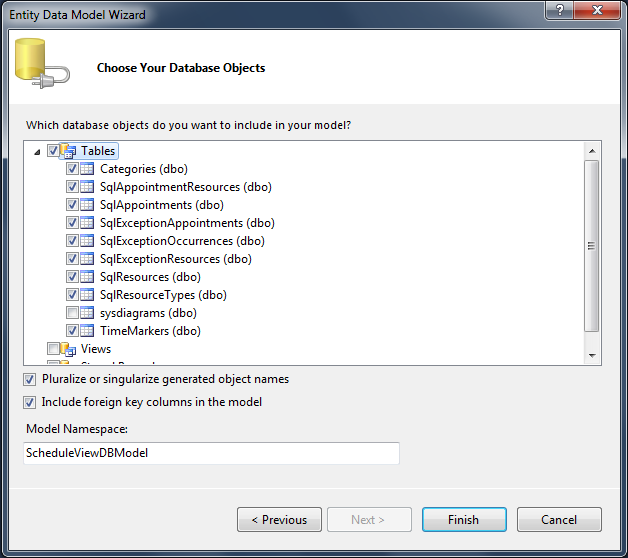 Entity Data Model Wizard
Choose Your Database Objects
Which database objects do you want to include in your model?
Tables
Categories (dbo)
SqlAppointmentResources (dbo)
SqlAppointments (dbo)
SqlExceptionAppointments (dbo)
SqlExceptionOccurrences (dbo)
SqlExceptionResources (dbo)
SqlResources (dbo)
SqlResourceTypes (dbo)
sysdiagrams (dbo)
TimeMarkers (dbo)
Views
Pluralize or singularize generated object names
Include foreign key columns in the model
Model Namespace:
ScheduleViewDBModel
< Previous
Next >
Finish
Cancel